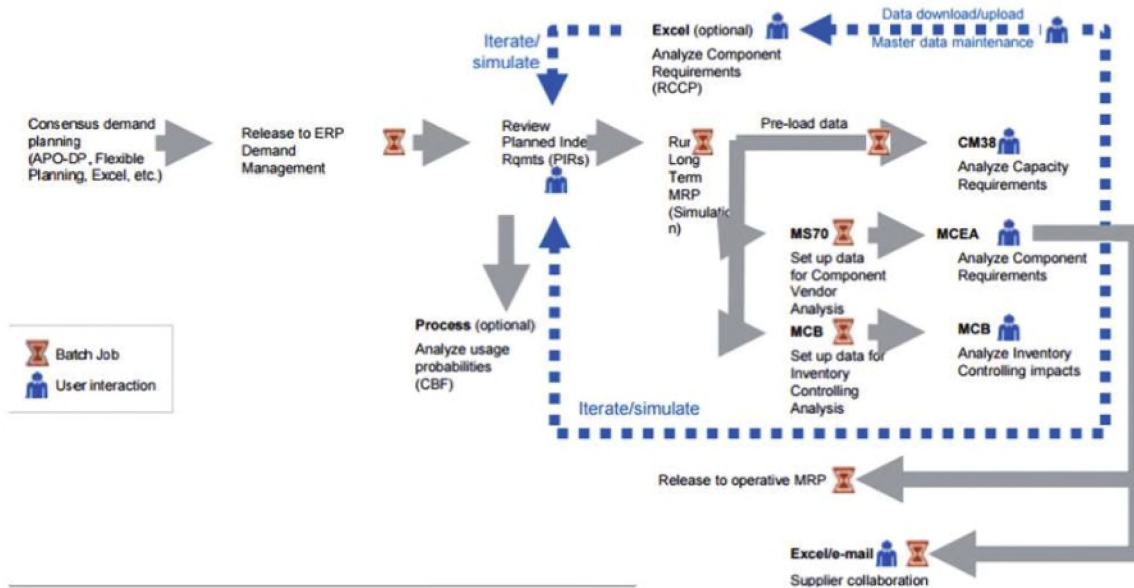 Data download/upload
Master data maintenance
Excel (optional)
Analyze Component
Requirements
(RCCP)
Iterate/
simulate
Consensus demand
planning
(APO-DP, Flexible
Planning, Excel, etc.)
Release to ERP
Demand
Management
Review
Planned Inde
Rqmts (PIRs)
Run
Long
Term
MRP
(Simulatio
n)
Pre-load data
CM38
Analyze Capacity
Requirements
MS70
Set up data
for Component
Vendor
Analysis
MCEA
Analyze Component
Requirements
Process (optional)
Analyze usage
probabilities
(CBF)
MCB
Set up data for
Inventory
Controlling
Analysis
MCB
Analyze Inventory
Controlling impacts
Batch Job
User interaction
Iterate/simulate
Release to operative MRP
Excel/e-mail
Supplier collaboration